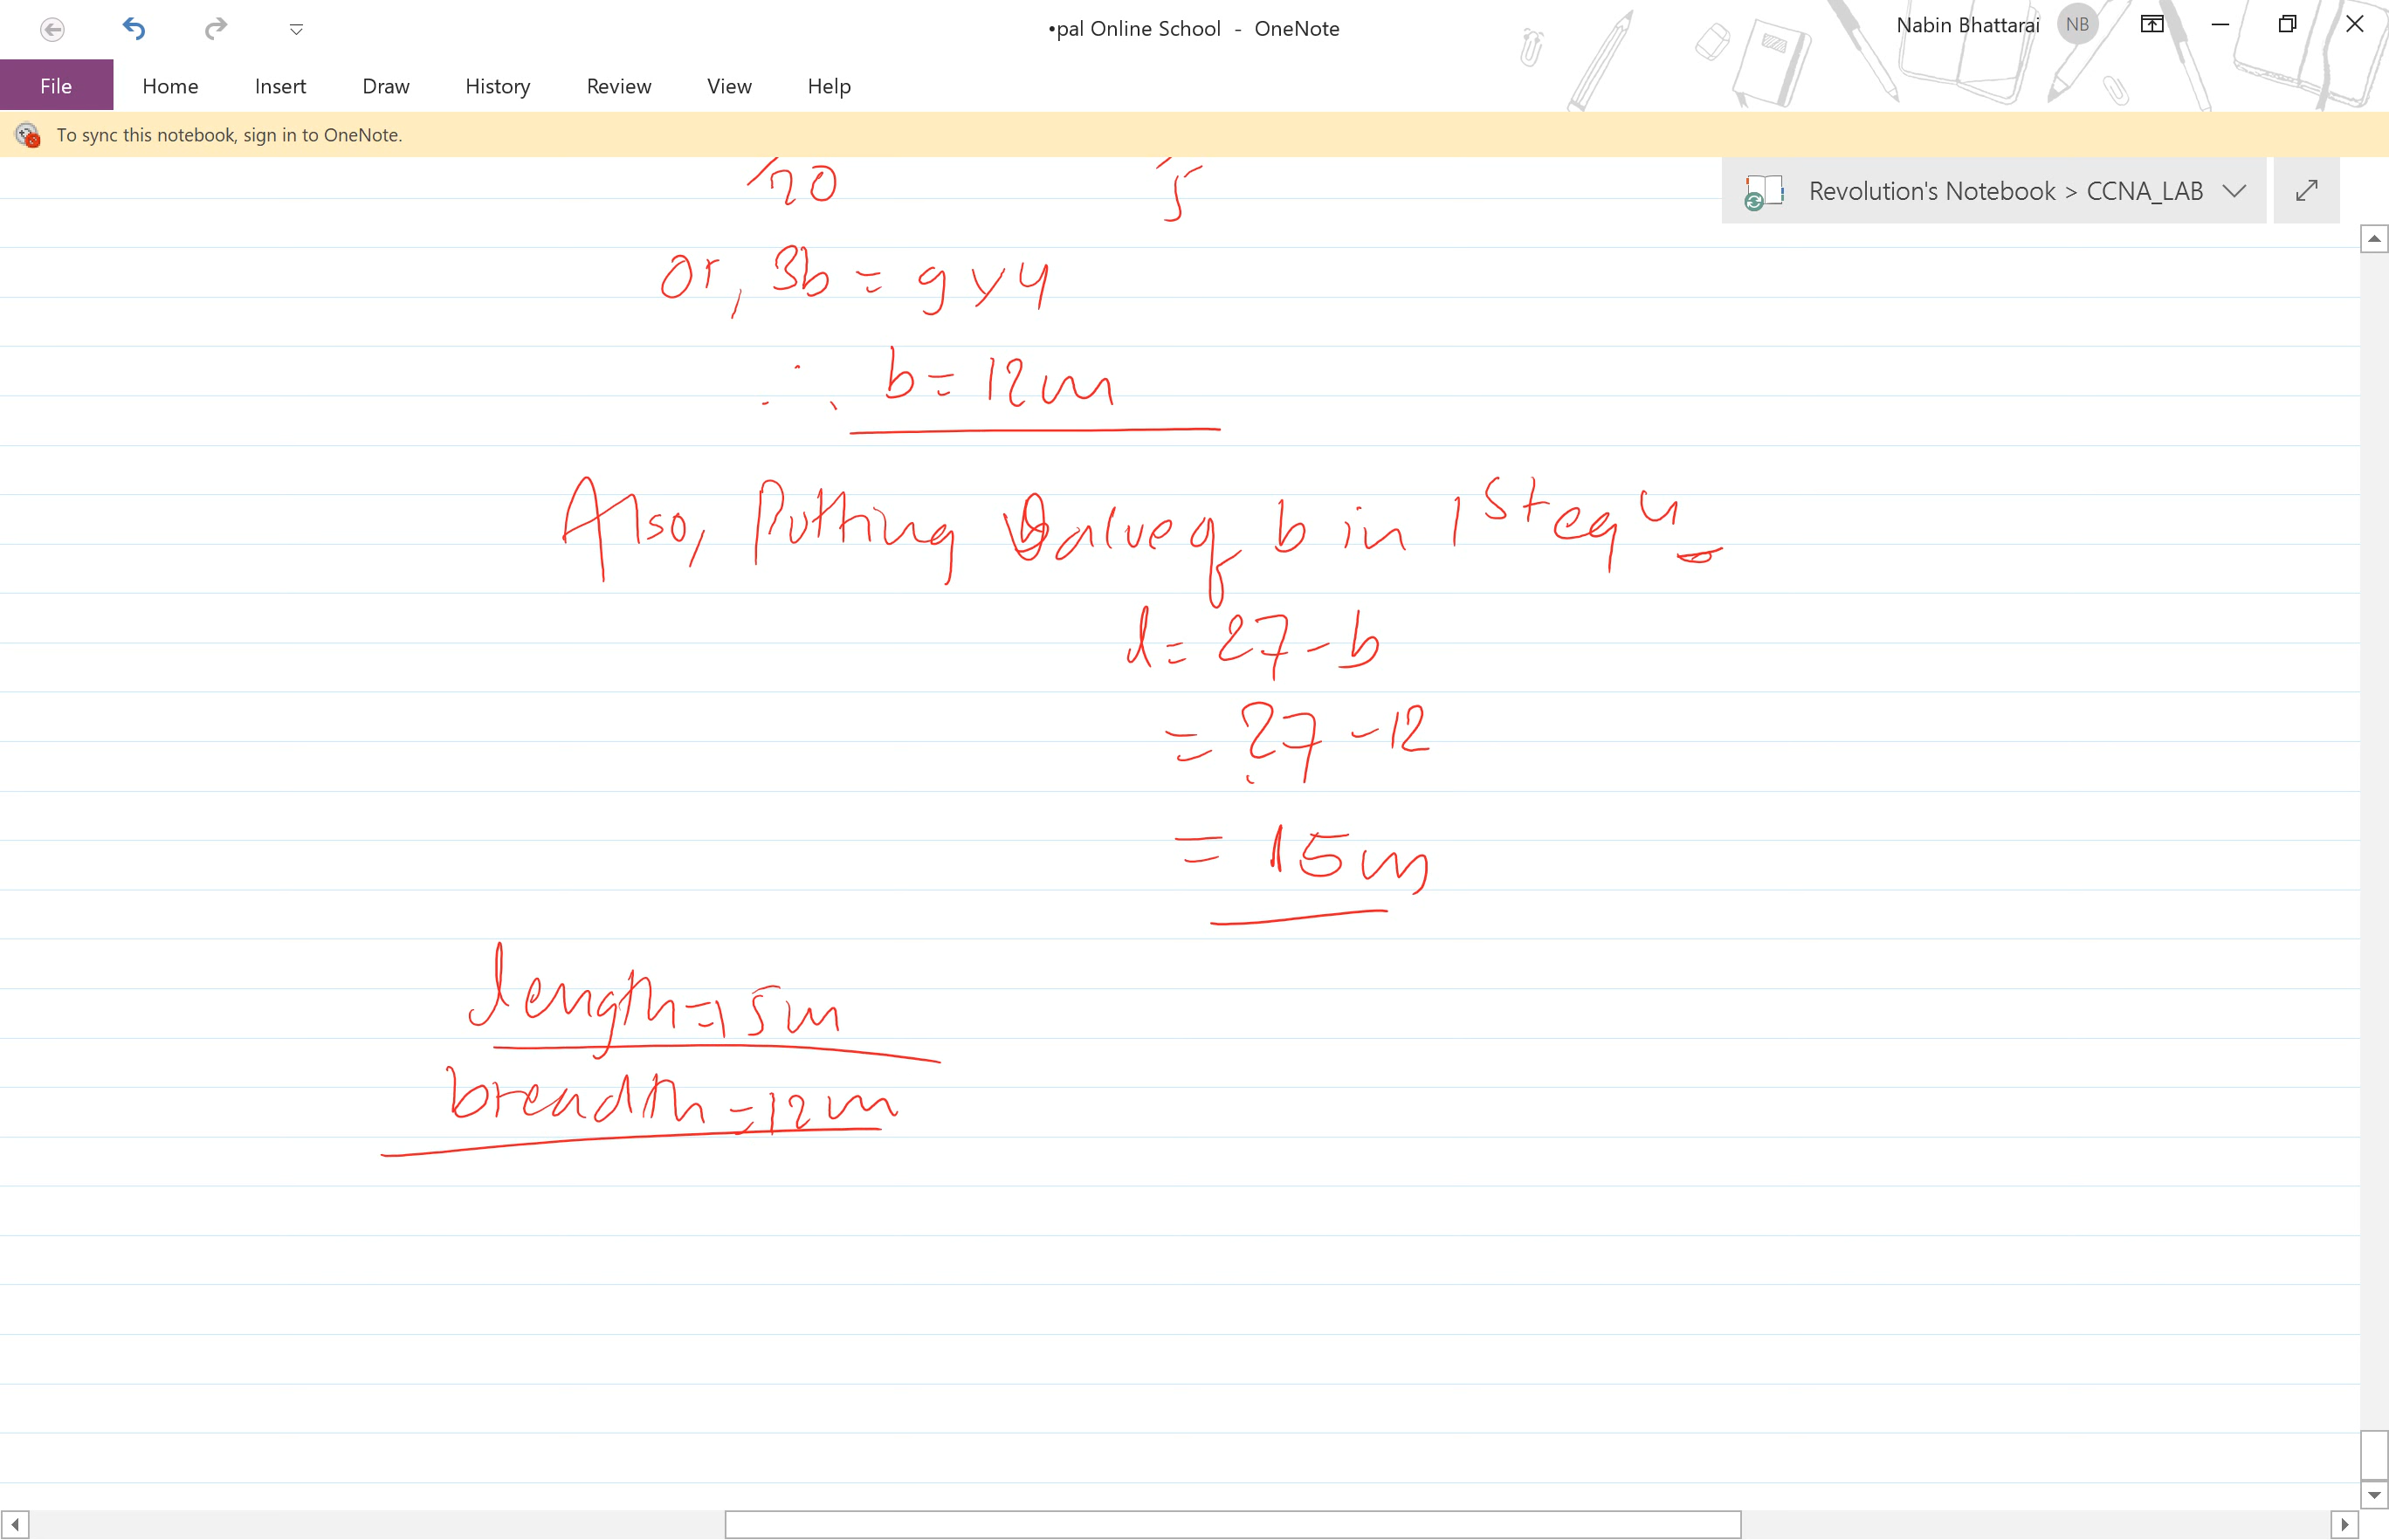 •pal Online School - OneNote
Nabin Bhattarai NB
File Home Insert Draw History Review View Help
To sync this notebook, sign in to OneNote.
Revolution's Notebook > CCNA_LAB
20 5
or, 3b = 9 × 4
∴ b = 12m
Also, Putting Value of b in 1st eqn
l = 27 - b
= 27 - 12
= 15m
length = 15m
breadth = 12m